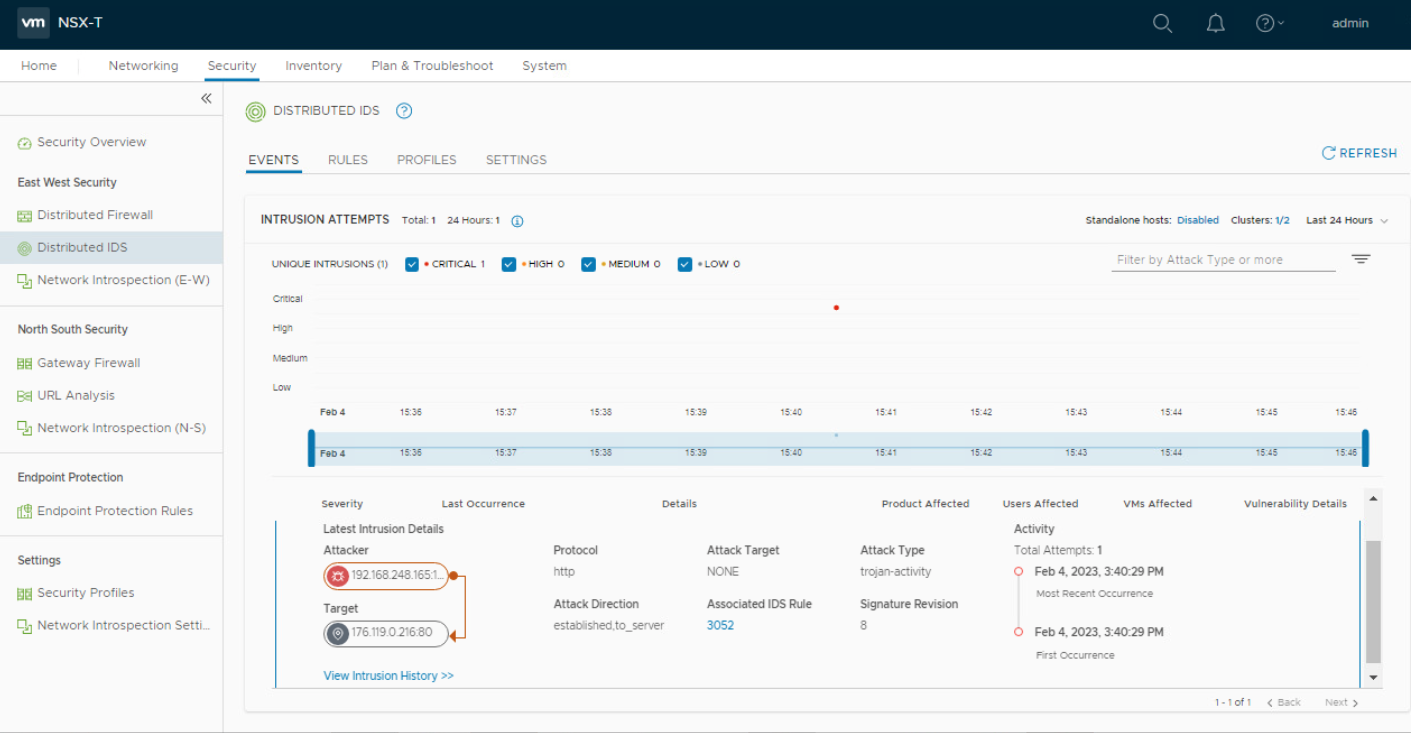 vm NSX-T admin
Home Networking Security Inventory Plan & Troubleshoot System
Security Overview
East West Security
Distributed Firewall
Distributed IDS
Network Introspection (E-W)
North South Security
Gateway Firewall
URL Analysis
Network Introspection (N-S)
Endpoint Protection
Endpoint Protection Rules
Settings
Security Profiles
Network Introspection Setti...
DISTRIBUTED IDS
EVENTS RULES PROFILES SETTINGS
REFRESH
INTRUSION ATTEMPTS Total: 1 24 Hours: 1 Standalone hosts: Disabled Clusters: 1/2 Last 24 Hours
UNIQUE INTRUSIONS (1) CRITICAL 1 HIGH 0 MEDIUM 0 LOW 0 Filter by Attack Type or more
Critical
High
Medium
Low
Feb 4 15:36 15:37 15:38 15:39 15:40 15:41 15:42 15:43 15:44 15:45 15:46
Feb 4 15:36 15:37 15:38 15:39 15:40 15:41 15:42 15:43 15:44 15:45 15:46
Severity Last Occurrence Details Product Affected Users Affected VMs Affected Vulnerability Details
Latest Intrusion Details Activity
Attacker Protocol Attack Target Attack Type Total Attempts: 1
192.168.248.165:1... http NONE trojan-activity Feb 4, 2023, 3:40:29 PM
Most Recent Occurrence
Target Attack Direction Associated IDS Rule Signature Revision
176.119.0.216:80 established,to_server 3052 8 Feb 4, 2023, 3:40:29 PM
First Occurrence
View Intrusion History >>
1 - 1 of 1 Back Next